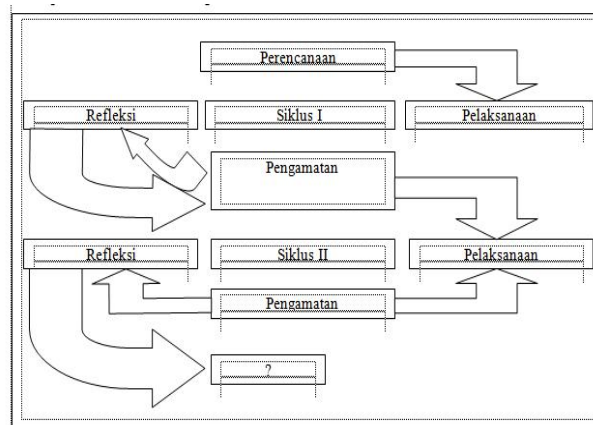 Perencanaan
Refleksi
Siklus I
Pelaksanaan
Pengamatan
Refleksi
Siklus II
Pelaksanaan
Pengamatan
?